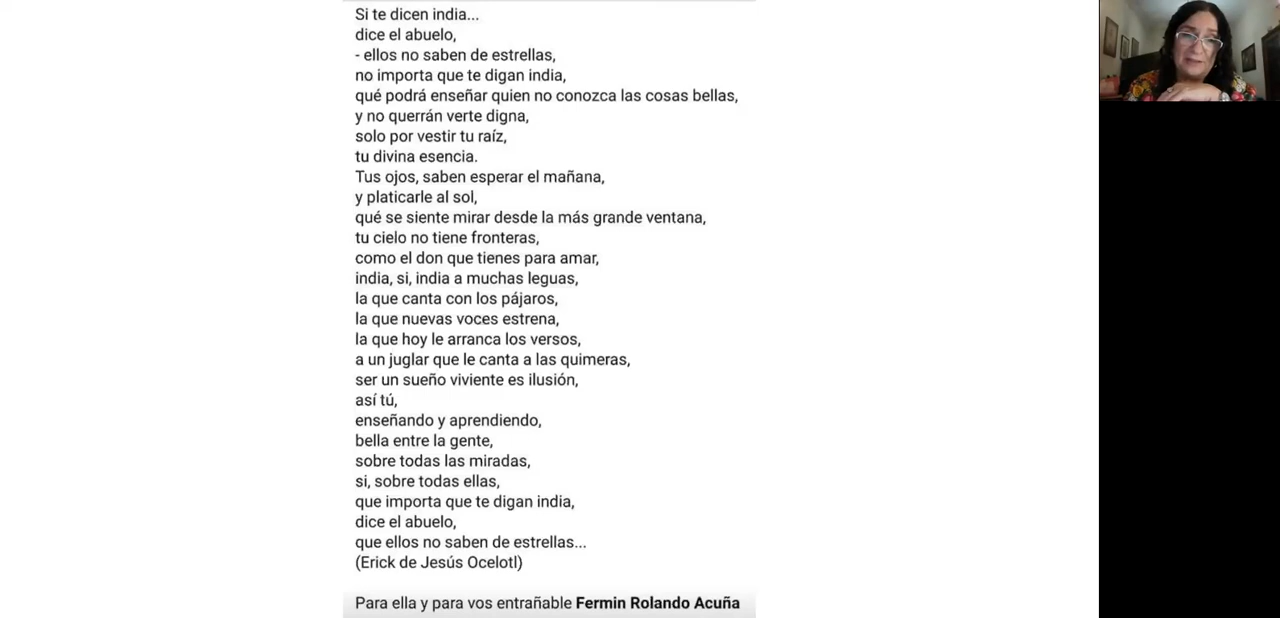 Si te dicen india...
dice el abuelo,
- ellos no saben de estrellas,
no importa que te digan india,
qué podrá enseñar quien no conozca las cosas bellas,
y no querrán verte digna,
solo por vestir tu raíz,
tu divina esencia.
Tus ojos, saben esperar el mañana,
y platicarle al sol,
qué se siente mirar desde la más grande ventana,
tu cielo no tiene fronteras,
como el don que tienes para amar,
india, si, india a muchas leguas,
la que canta con los pájaros,
la que nuevas voces estrena,
la que hoy le arranca los versos,
a un juglar que le canta a las quimeras,
ser un sueño viviente es ilusión,
así tú,
enseñando y aprendiendo,
bella entre la gente,
sobre todas las miradas,
si, sobre todas ellas,
que importa que te digan india,
dice el abuelo,
que ellos no saben de estrellas...
(Erick de Jesús Ocelotl)
Para ella y para vos entrañable Fermin Rolando Acuña